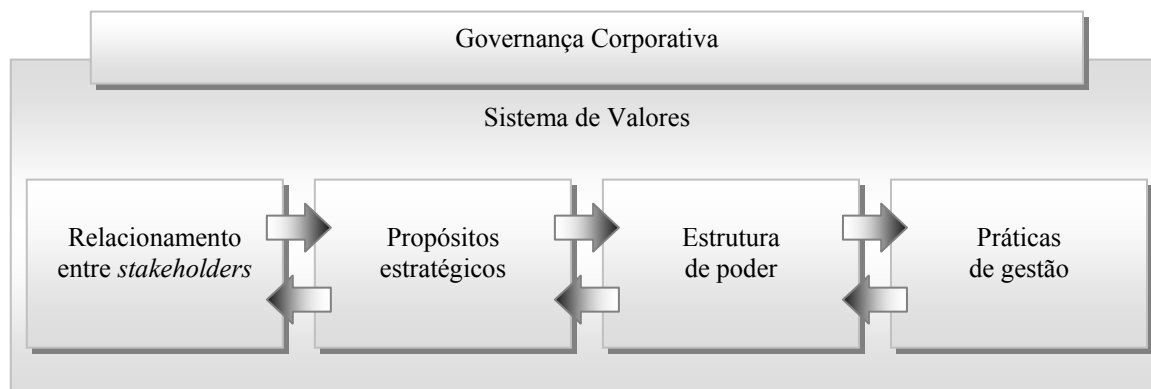 Governança Corporativa
Sistema de Valores
Relacionamento
entre stakeholders
Propósitos
estratégicos
Estrutura
de poder
Práticas
de gestão